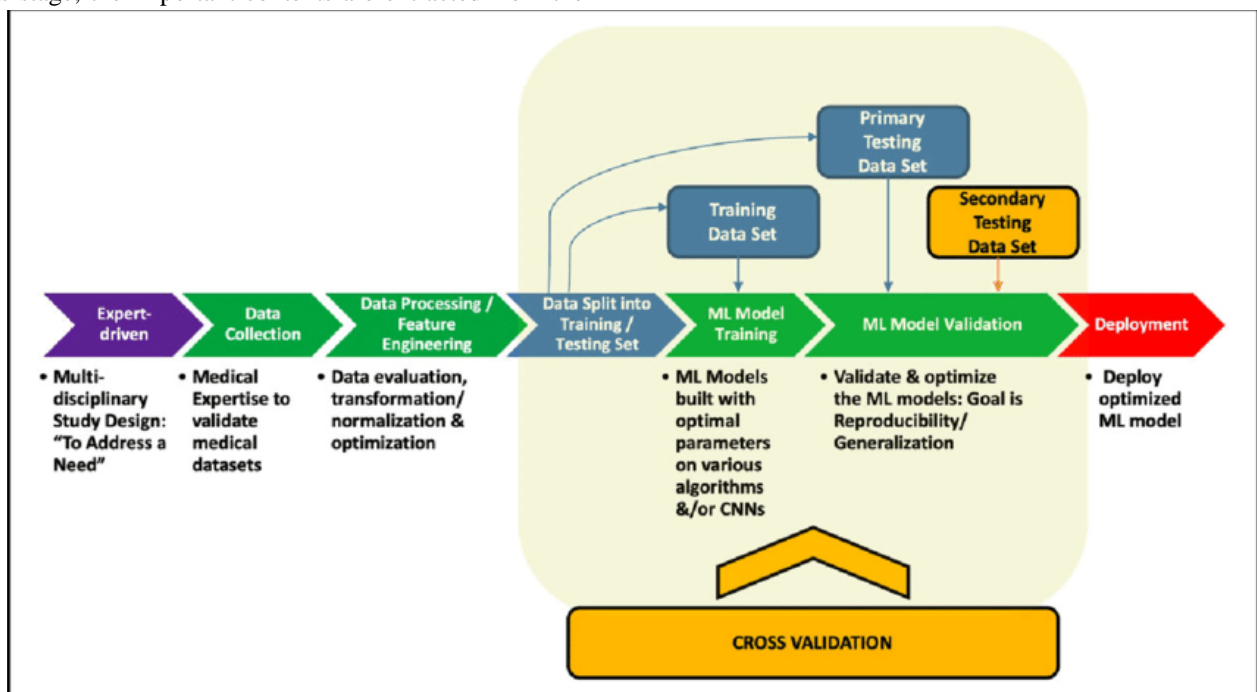 Primary
Testing
Data Set
Training
Data Set
Secondary
Testing
Data Set
Expert-
driven
Data
Collection
Data Processing /
Feature
Engineering
Data Split into
Training /
Testing Set
ML Model
Training
ML Model Validation
Deployment
• Multi-
disciplinary
Study Design:
“To Address a
Need”
• Medical
Expertise to
validate
medical
datasets
• Data evaluation,
transformation/
normalization &
optimization
• ML Models
built with
optimal
parameters
on various
algorithms
&/or CNNs
• Validate & optimize
the ML models: Goal is
Reproducibility/
Generalization
• Deploy
optimized
ML model
CROSS VALIDATION